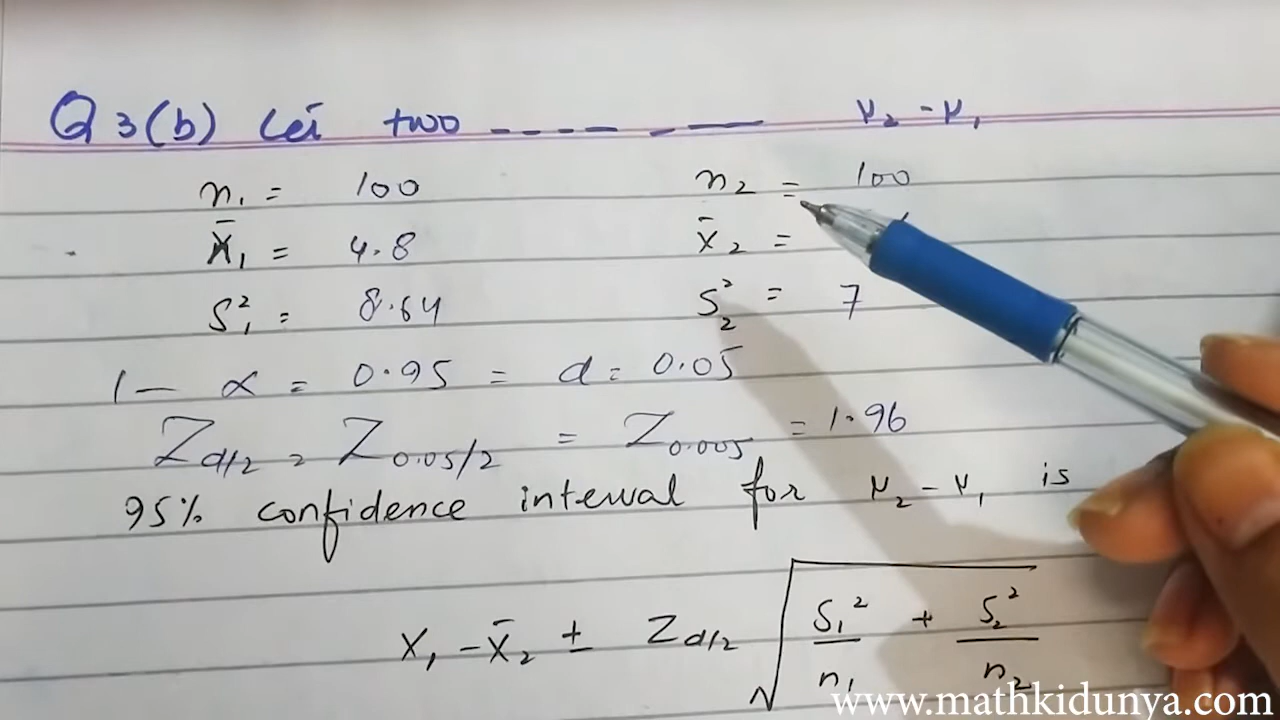 Q 3(b) Let two ---- - -- μ₂ - μ₁
n₁ = 100 n₂ = 100
X̄₁ = 4.8 X̄₂ =
S₁² = 8.64 S₂² = 7
1 - α = 0.95 = α = 0.05
Zα/2 = Z0.05/2 = Z0.005 = 1.96
95% confidence interval for μ₂ - μ₁ is
X₁ - X̄₂ ± Zα/2 √(S₁²/n₁ + S₂²/n₂)
www.mathkidunya.com